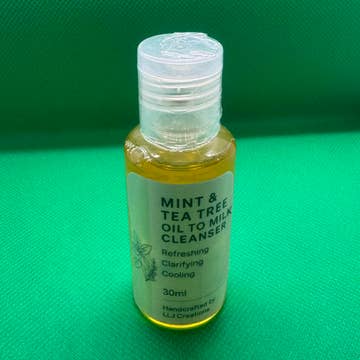 MINT &
TEA TREE
OIL TO MILK
CLEANSER
Refreshing
Clarifying
Cooling
30ml
Handcrafted by
LLJ Creations